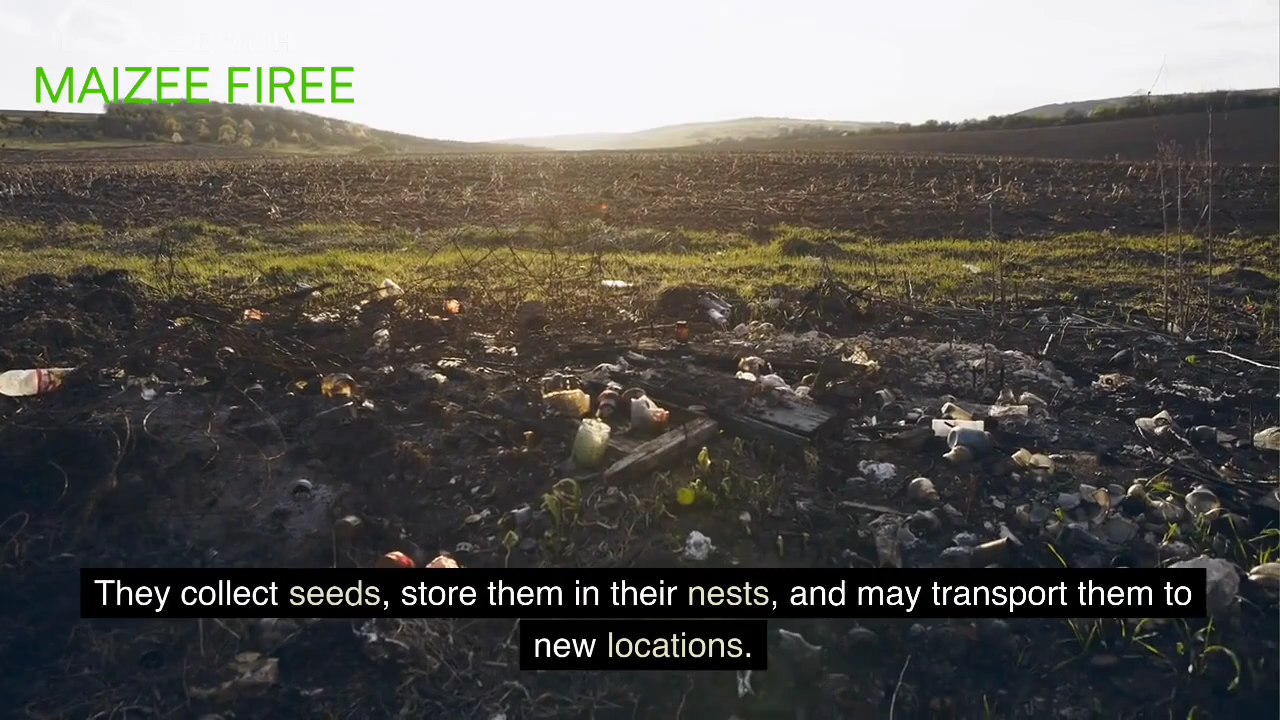 MAIZEE FIREE
They collect seeds, store them in their nests, and may transport them to
new locations.